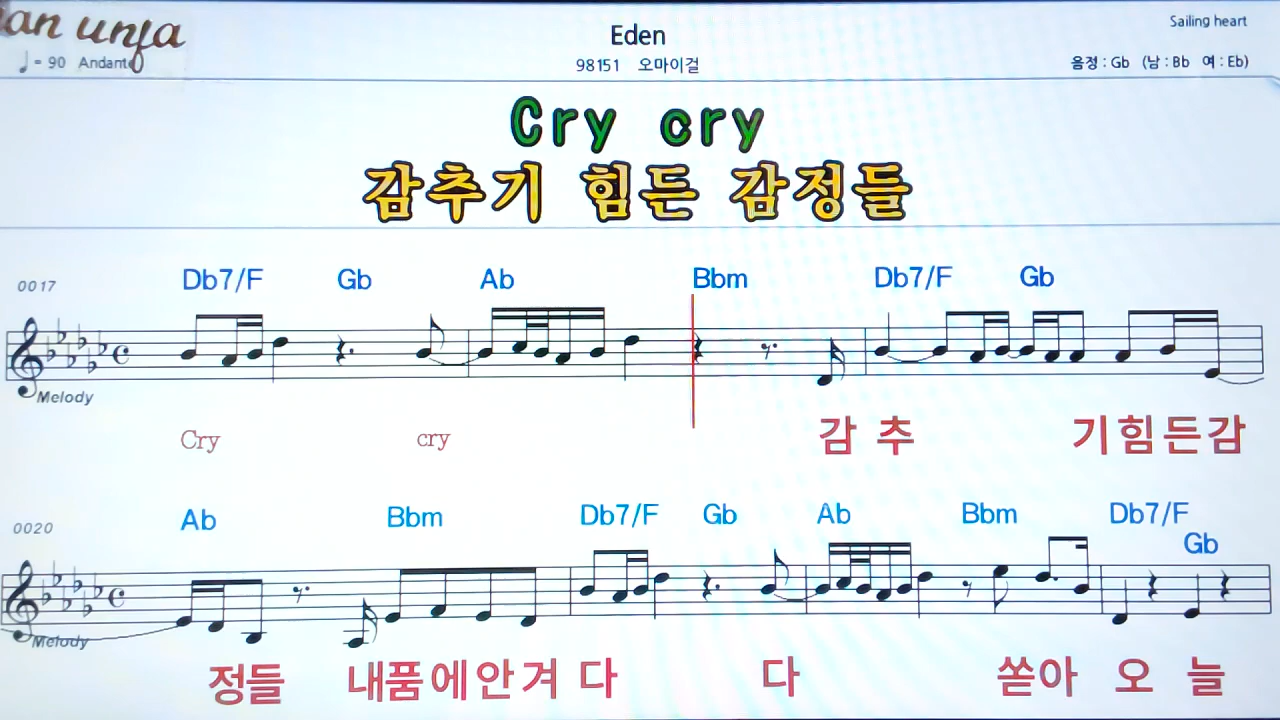 an unja
Eden
Sailing heart
♩ = 90 Andante
98151 오마이걸
음정 : Gb (남 : Bb 여 : Eb)
Cry cry
감추기 힘든 감정들
0017 Db7/F Gb Ab Bbm Db7/F Gb
Melody
Cry cry 감 추 기힘든감
0020 Ab Bbm Db7/F Gb Ab Bbm Db7/F Gb
Melody
정들 내품에안겨 다 다 쏟아 오 늘